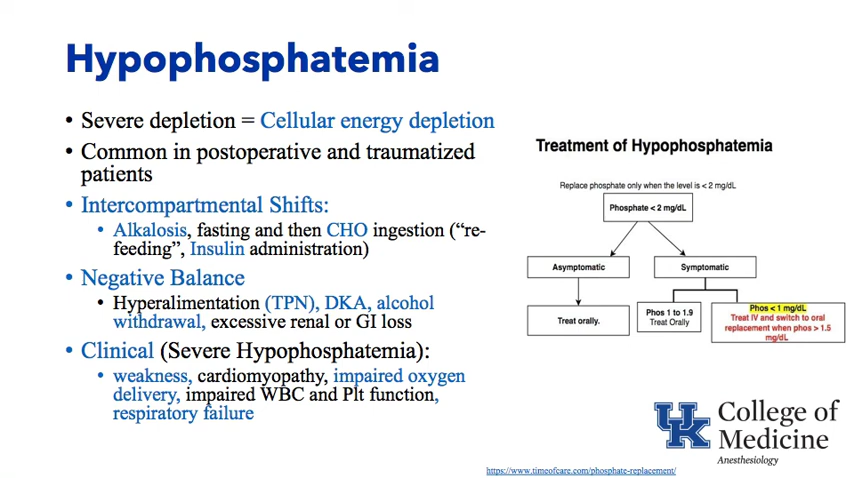 Hypophosphatemia
• Severe depletion = Cellular energy depletion
• Common in postoperative and traumatized
patients
• Intercompartmental Shifts:
• Alkalosis, fasting and then CHO ingestion (“re-
feeding”, Insulin administration)
• Negative Balance
• Hyperalimentation (TPN), DKA, alcohol
withdrawal, excessive renal or GI loss
• Clinical (Severe Hypophosphatemia):
• weakness, cardiomyopathy, impaired oxygen
delivery, impaired WBC and Plt function,
respiratory failure
Treatment of Hypophosphatemia
Replace phosphate only when the level is < 2 mg/dL
Phosphate < 2 mg/dL
Asymptomatic
Symptomatic
Treat orally.
Phos 1 to 1.9
Treat Orally
Phos < 1 mg/dL
Treat IV and switch to oral
replacement when phos > 1.5
mg/dL
UK
College of
Medicine
Anesthesiology
https://www.timeofcare.com/phosphate-replacement/